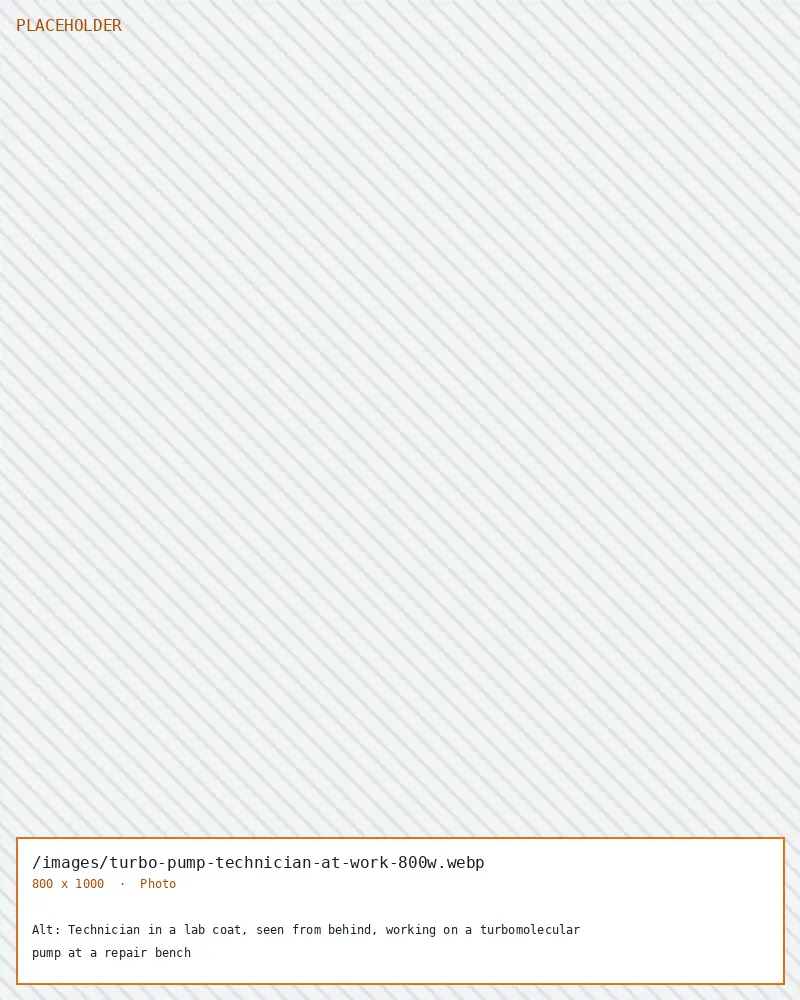 PLACEHOLDER
/images/turbo-pump-technician-at-work-800w.webp
800 x 1000 · Photo
Alt: Technician in a lab coat, seen from behind, working on a turbomolecular
pump at a repair bench